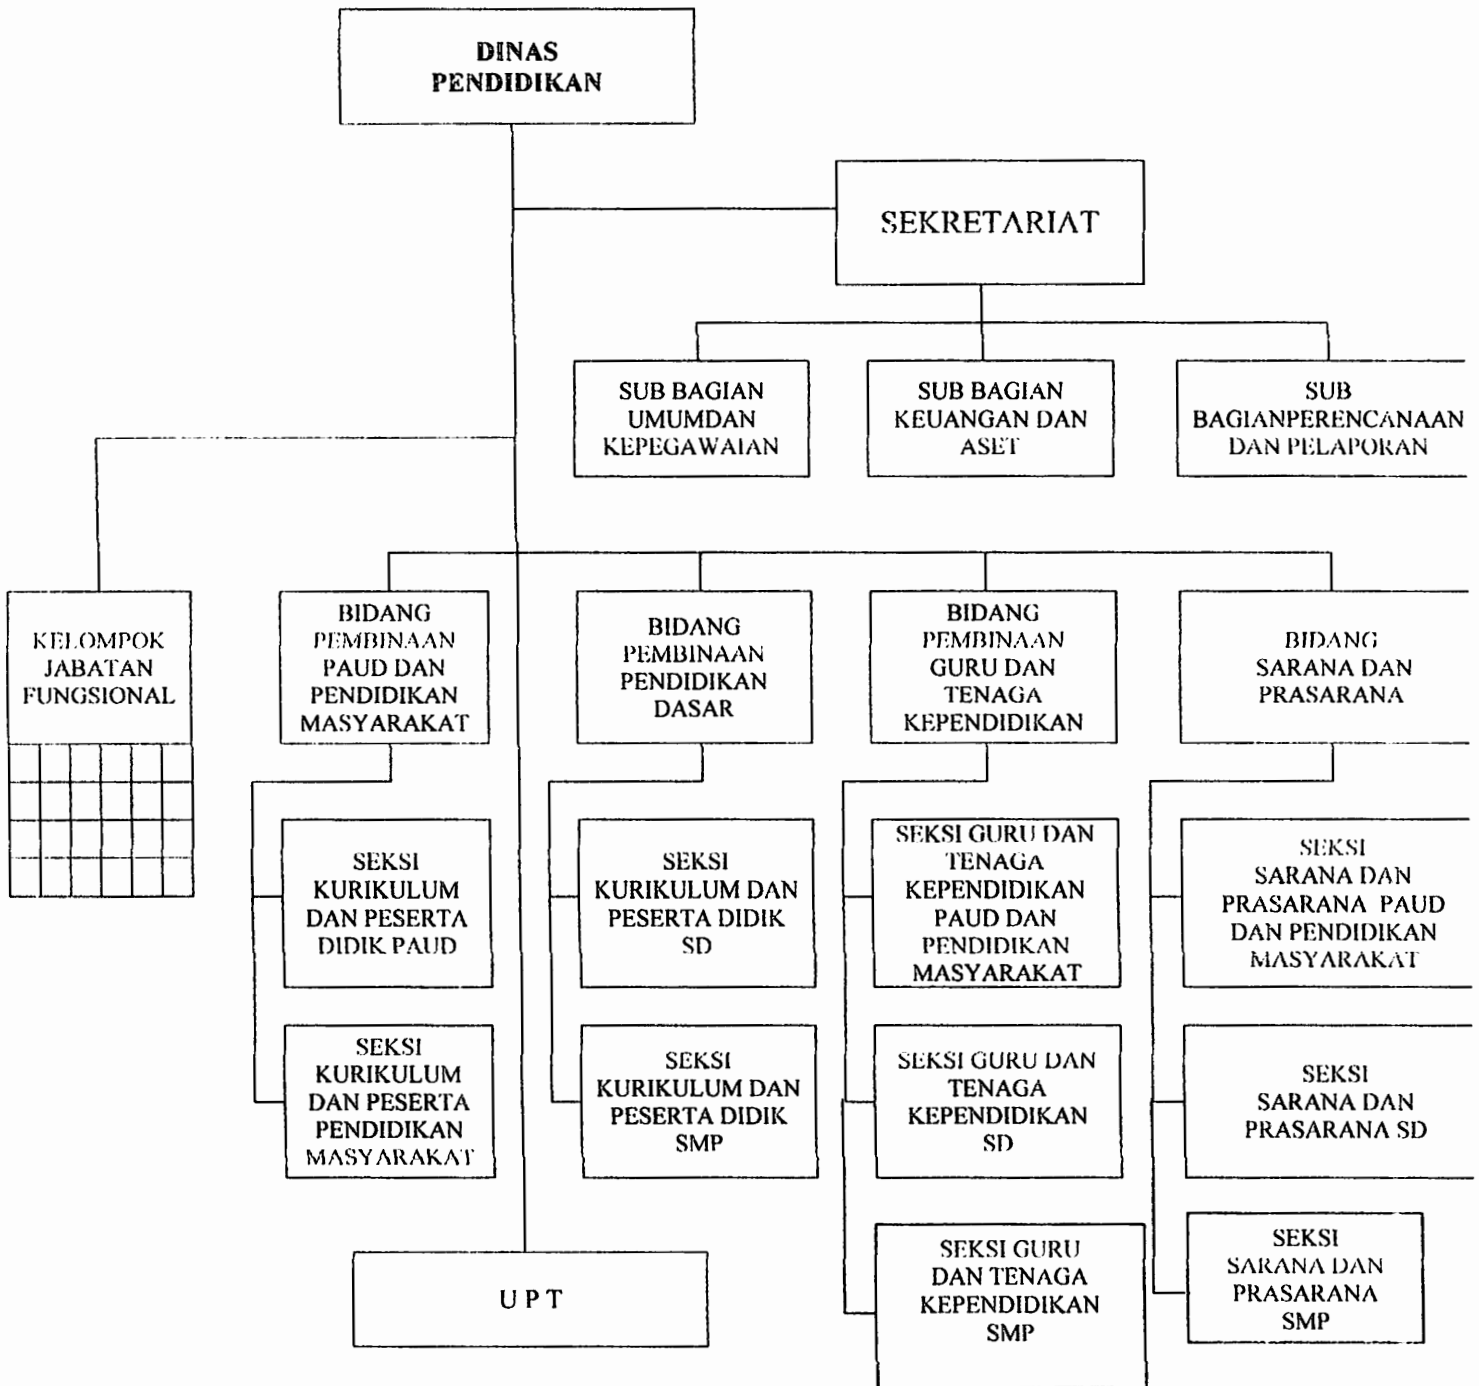 DINAS
PENDIDIKAN
SEKRETARIAT
SUB BAGIAN
UMUMDAN
KEPEGAWAIAN
SUB BAGIAN
KEUANGAN DAN
ASET
SUB
BAGIANPERENCANAAN
DAN PELAPORAN
KELOMPOK
JABATAN
FUNGSIONAL
BIDANG
PEMBINAAN
PAUD DAN
PENDIDIKAN
MASYARAKAT
BIDANG
PEMBINAAN
PENDIDIKAN
DASAR
BIDANG
PEMBINAAN
GURU DAN
TENAGA
KEPENDIDIKAN
BIDANG
SARANA DAN
PRASARANA
SEKSI
KURIKULUM
DAN PESERTA
DIDIK PAUD
SEKSI
KURIKULUM DAN
PESERTA DIDIK
SD
SEKSI GURU DAN
TENAGA
KEPENDIDIKAN
PAUD DAN
PENDIDIKAN
MASYARAKAT
SEKSI
SARANA DAN
PRASARANA PAUD
DAN PENDIDIKAN
MASYARAKAT
SEKSI
KURIKULUM
DAN PESERTA
PENDIDIKAN
MASYARAKAT
SEKSI
KURIKULUM DAN
PESERTA DIDIK
SMP
SEKSI GURU DAN
TENAGA
KEPENDIDIKAN
SD
SEKSI
SARANA DAN
PRASARANA SD
U P T
SEKSI GURU
DAN TENAGA
KEPENDIDIKAN
SMP
SEKSI
SARANA DAN
PRASARANA
SMP